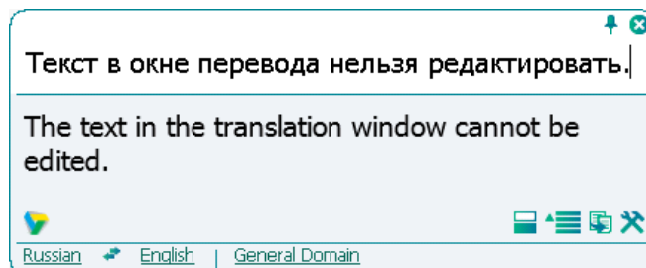 Текст в окне перевода нельзя редактировать.
The text in the translation window cannot be
edited.
Russian English | General Domain